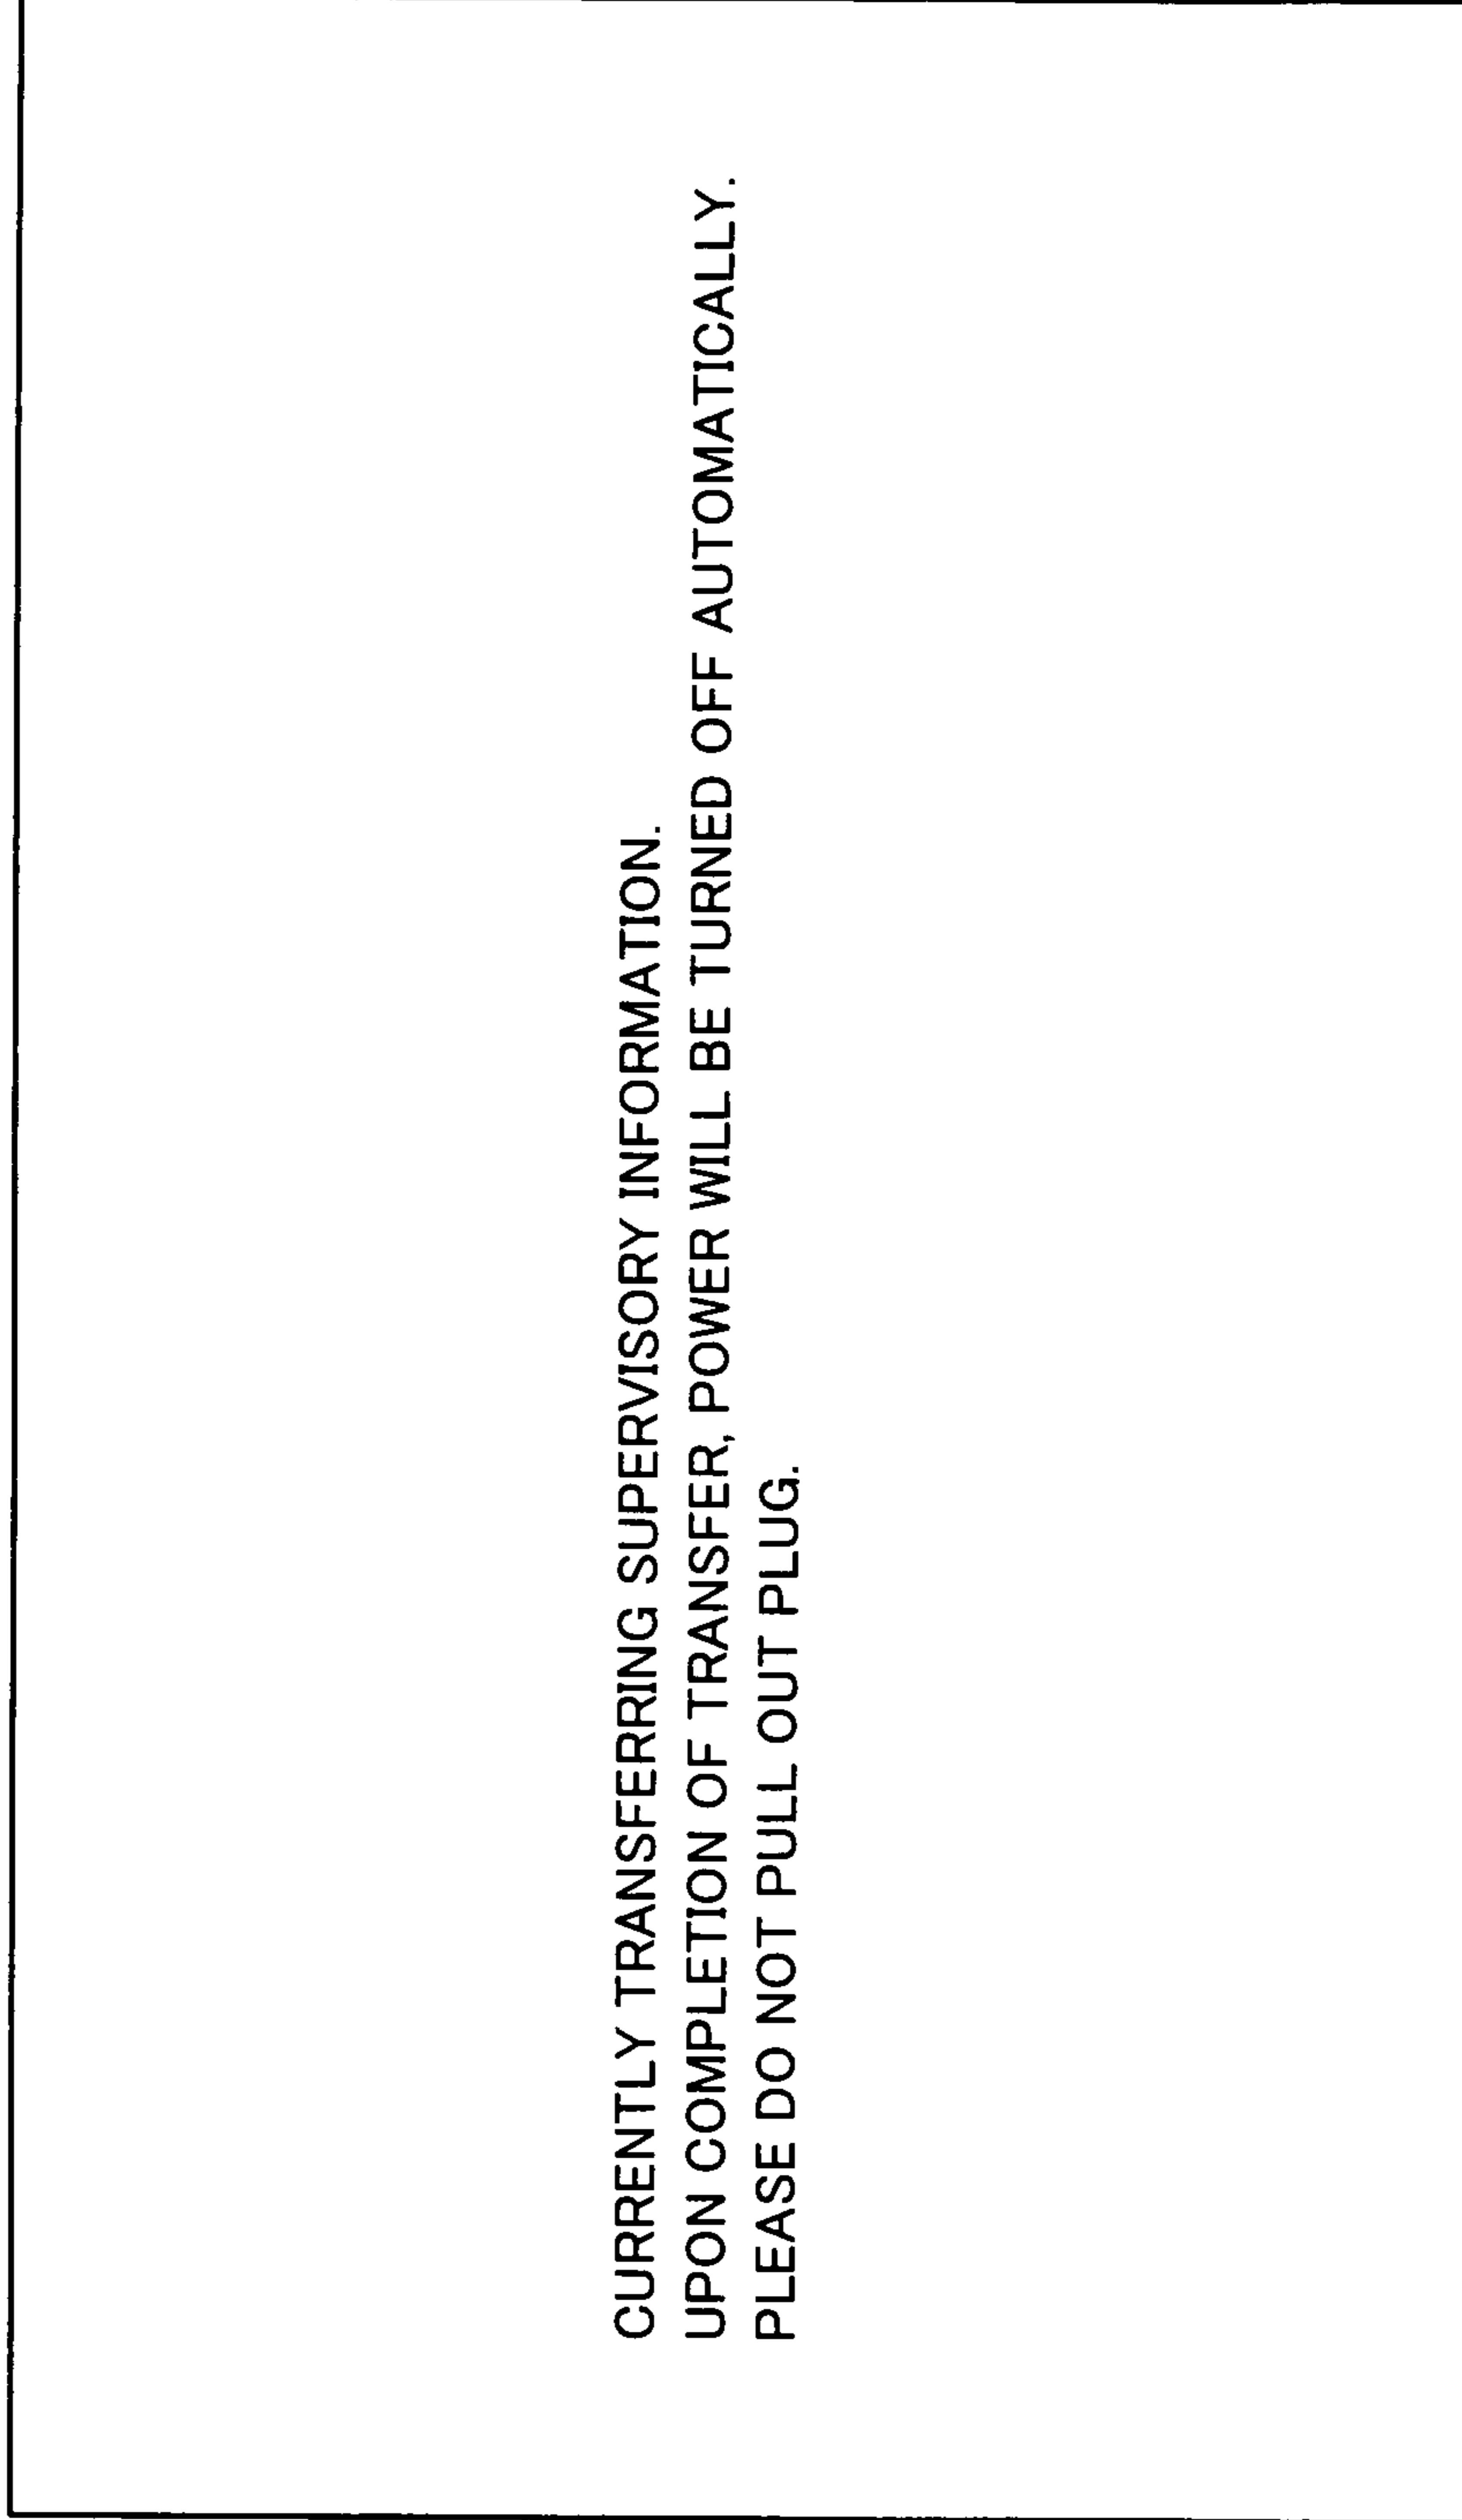 CURRENTLY TRANSFERRING SUPERVISORY INFORMATION.
UPON COMPLETION OF TRANSFER, POWER WILL BE TURNED OFF AUTOMATICALLY.
PLEASE DO NOT PULL OUT PLUG.